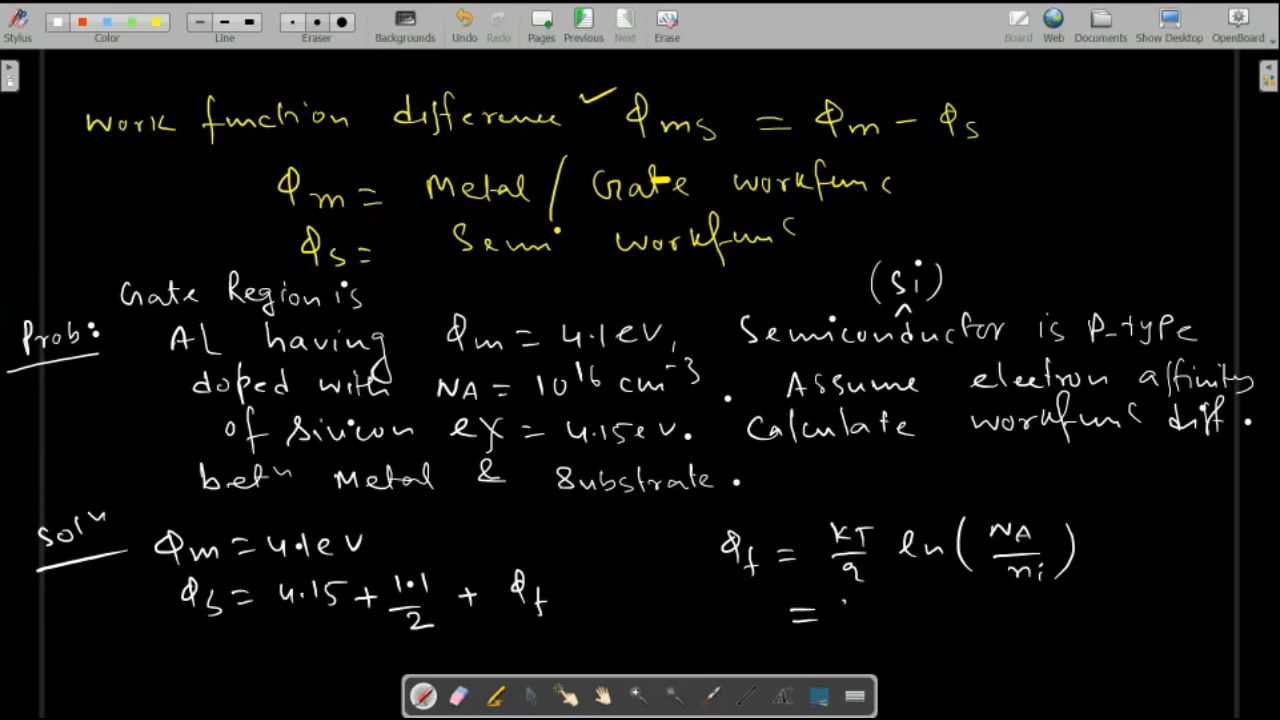 Stylus Color Line Eraser Backgrounds Undo Redo Pages Previous Next Erase Board Web Documents Show Desktop OpenBoard
Work function difference ✓ Φms = Φm - Φs
Φm = Metal / Gate workfunc
Φs = Semi workfunc
Gate Region is
(Si)
Prob: AL having Φm = 4.1eV, Semiconductor is P-type
doped with NA = 10^16 cm^-3. Assume electron affinity
of silicon eχ = 4.15ev. Calculate workfunc diff.
betn Metal & Substrate.
Soln Φm = 4.1eV Φf = KT/q ln(NA/ni)
Φs = 4.15 + 1.1/2 + Φf =